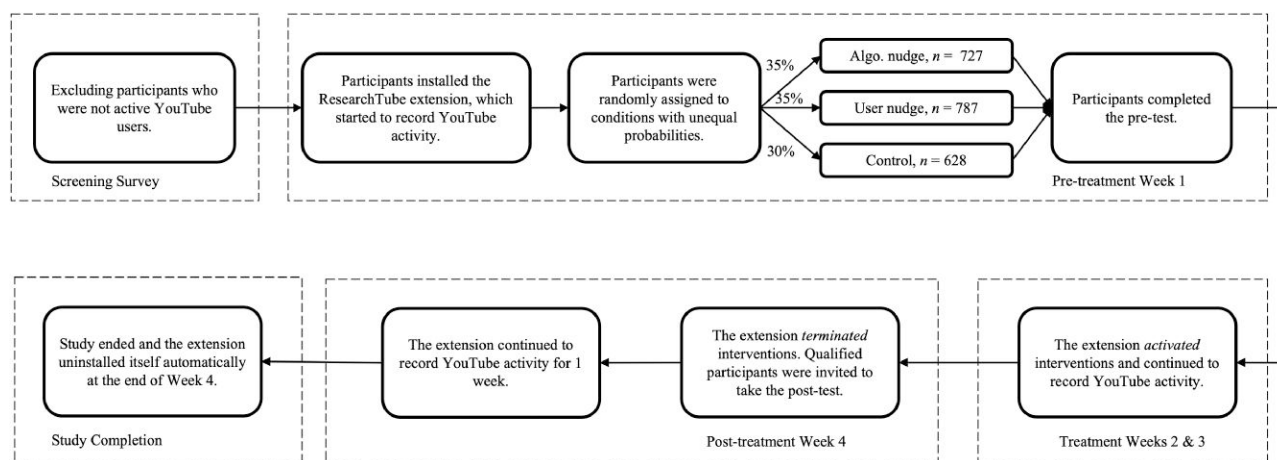 Excluding participants who
were not active YouTube
users.
Screening Survey
Participants installed the
ResearchTube extension, which
started to record YouTube
activity.
Participants were
randomly assigned to
conditions with unequal
probabilities.
35%
35%
30%
Algo. nudge, n = 727
User nudge, n = 787
Control, n = 628
Participants completed
the pre-test.
Pre-treatment Week 1
Study ended and the extension
uninstalled itself automatically
at the end of Week 4.
Study Completion
The extension continued to
record YouTube activity for 1
week.
The extension terminated
interventions. Qualified
participants were invited to
take the post-test.
Post-treatment Week 4
The extension activated
interventions and continued to
record YouTube activity.
Treatment Weeks 2 & 3